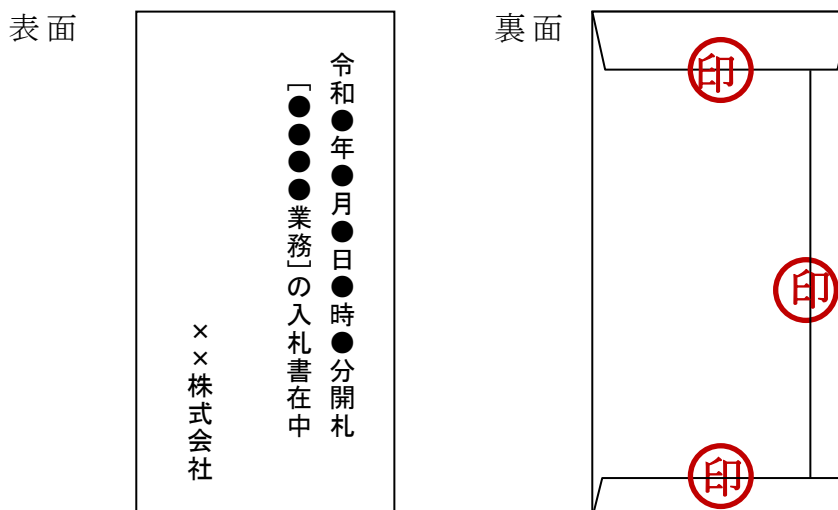 表面
令和●年●月●日●時●分開札
［●●●●業務］の入札書在中
××株式会社
裏面
印
印
印